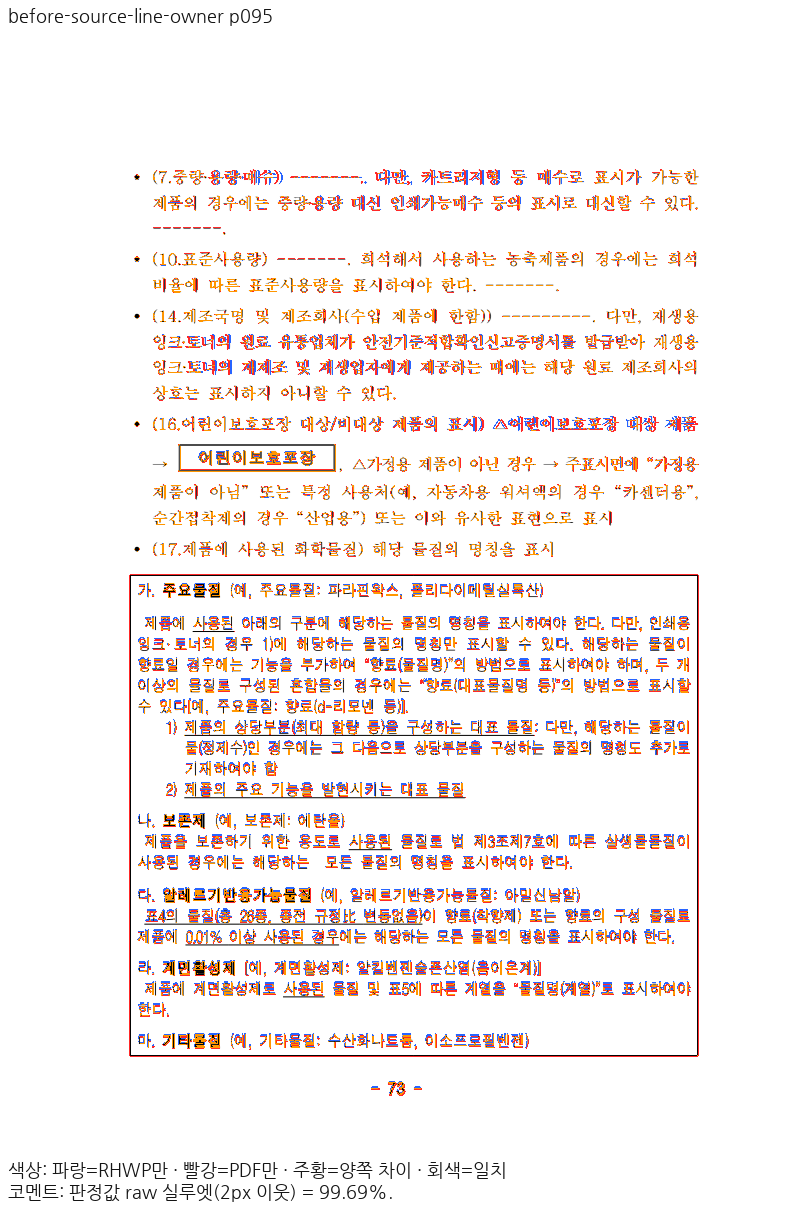 before-source-line-owner p095
• (7.중량·용량·매수) -------.. 다만, 카트리지형 등 매수로 표시가 가능한
제품의 경우에는 중량·용량 대신 인쇄가능매수 등의 표시로 대신할 수 있다.
-------.
• (10.표준사용량) -------. 희석해서 사용하는 농축제품의 경우에는 희석
비율에 따른 표준사용량을 표시하여야 한다. -------.
• (14.제조국명 및 제조회사(수입 제품에 한함)) ---------. 다만, 재생용
잉크·토너의 원료 유통업체가 안전기준적합확인신고증명서를 발급받아 재생용
잉크·토너의 재제조 및 재생업자에게 제공하는 때에는 해당 원료 제조회사의
상호는 표시하지 아니할 수 있다.
• (16.어린이보호포장 대상/비대상 제품의 표시) △어린이보호포장 대상 제품
→ 어린이보호포장 , △가정용 제품이 아닌 경우 → 주표시면에 “가정용
제품이 아님” 또는 특정 사용처(예, 자동차용 워셔액의 경우 “카센터용”,
순간접착제의 경우 “산업용”) 또는 이와 유사한 표현으로 표시
• (17.제품에 사용된 화학물질) 해당 물질의 명칭을 표시
가. 주요물질 (예, 주요물질: 파라핀왁스, 폴리다이메틸실록산)
제품에 사용된 아래의 구분에 해당하는 물질의 명칭을 표시하여야 한다. 다만, 인쇄용
잉크·토너의 경우 1)에 해당하는 물질의 명칭만 표시할 수 있다. 해당하는 물질이
향료일 경우에는 기능을 부가하여 “향료(물질명)”의 방법으로 표시하여야 하며, 두 개
이상의 물질로 구성된 혼합물의 경우에는 “향료(대표물질명 등)”의 방법으로 표시할
수 있다[예, 주요물질: 향료(d-리모넨 등)].
1) 제품의 상당부분(최대 함량 등)을 구성하는 대표 물질: 다만, 해당하는 물질이
물(정제수)인 경우에는 그 다음으로 상당부분을 구성하는 물질의 명칭도 추가로
기재하여야 함
2) 제품의 주요 기능을 발현시키는 대표 물질
나. 보존제 (예, 보존제: 에탄올)
제품을 보존하기 위한 용도로 사용된 물질로 법 제3조제7호에 따른 살생물물질이
사용된 경우에는 해당하는 모든 물질의 명칭을 표시하여야 한다.
다. 알레르기반응가능물질 (예, 알레르기반응가능물질: 아밀신남알)
표4의 물질(총 26종, 종전 규정比 변동없음)이 향료(착향제) 또는 향료의 구성 물질로
제품에 0.01% 이상 사용된 경우에는 해당하는 모든 물질의 명칭을 표시하여야 한다.
라. 계면활성제 [예, 계면활성제: 알킬벤젠술폰산염(음이온계)]
제품에 계면활성제로 사용된 물질 및 표5에 따른 계열을 “물질명(계열)”로 표시하여야
한다.
마. 기타물질 (예, 기타물질: 수산화나트륨, 이소프로필벤젠)
- 73 -
색상: 파랑=RHWP만 · 빨강=PDF만 · 주황=양쪽 차이 · 회색=일치
코멘트: 판정값 raw 실루엣(2px 이웃) = 99.69%.